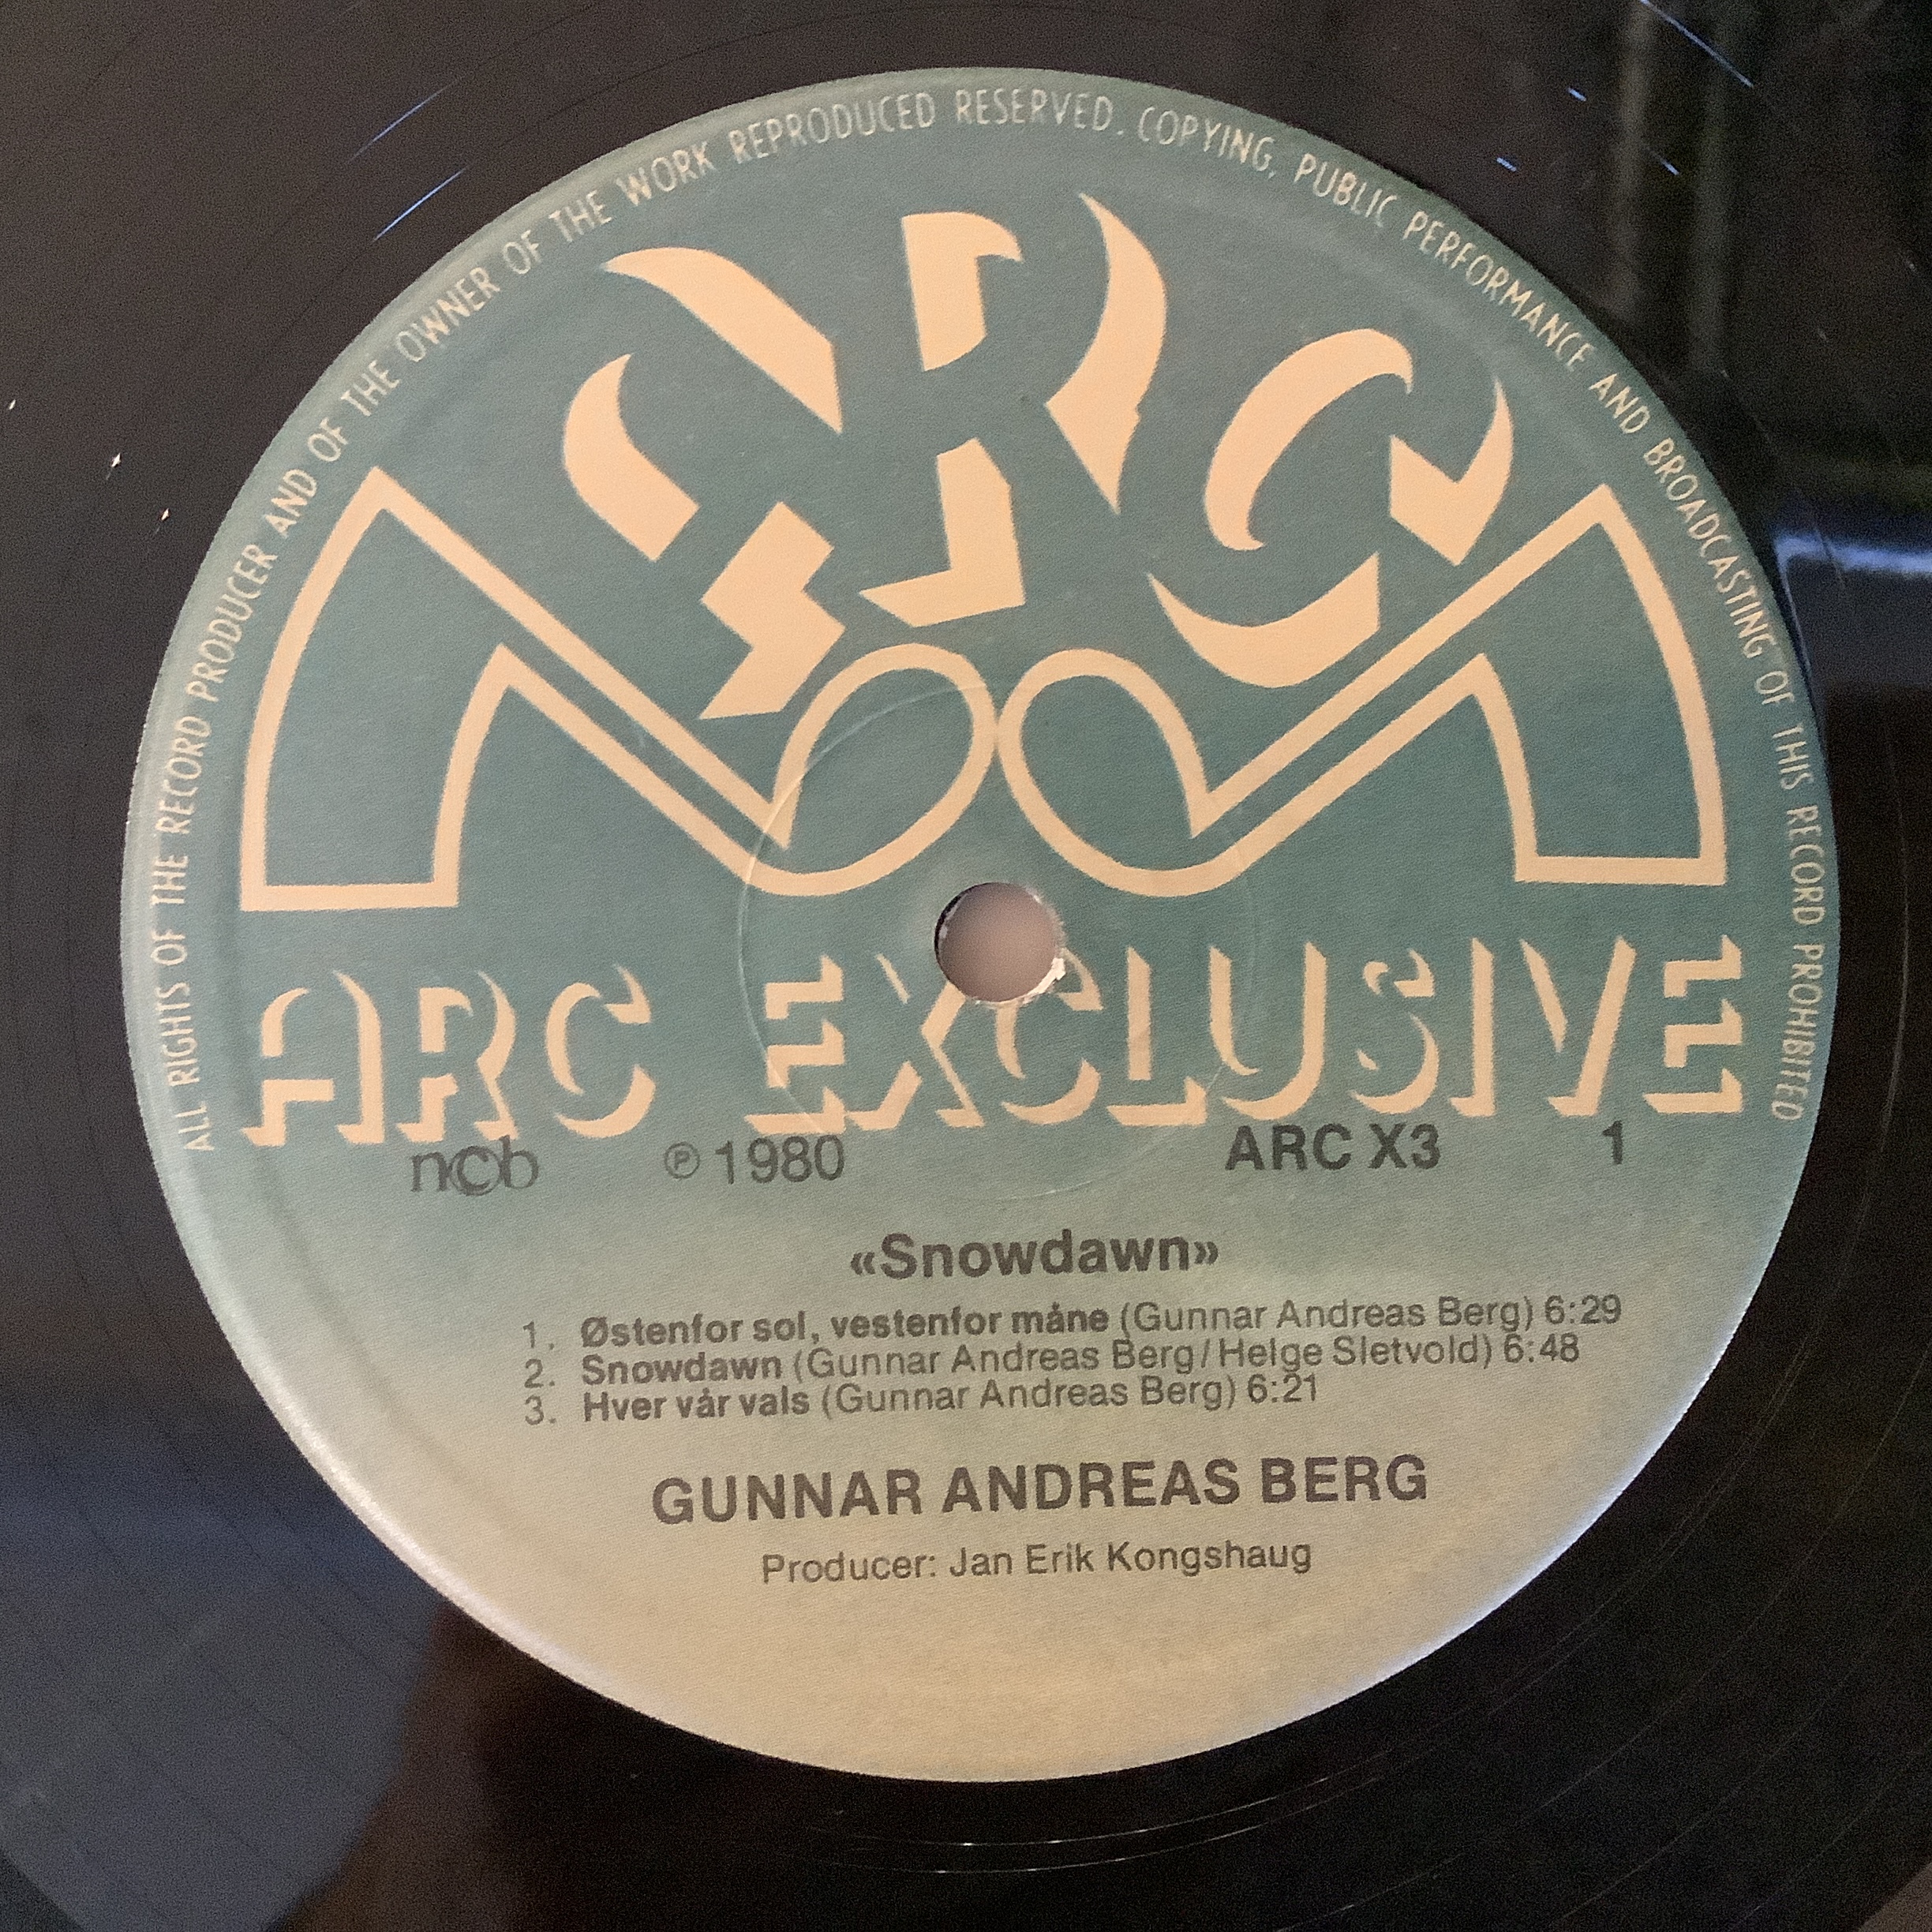 ALL RIGHTS OF THE RECORD PRODUCER AND OF THE OWNER OF THE WORK REPRODUCED RESERVED. COPYING, PUBLIC PERFORMANCE AND BROADCASTING OF THIS RECORD PROHIBITED
ARC
ARC EXCLUSIVE
n©b ℗ 1980 ARC X3 1
«Snowdawn»
1. Østenfor sol, vestenfor måne (Gunnar Andreas Berg) 6:29
2. Snowdawn (Gunnar Andreas Berg/Helge Sletvold) 6:48
3. Hver vår vals (Gunnar Andreas Berg) 6:21
GUNNAR ANDREAS BERG
Producer: Jan Erik Kongshaug